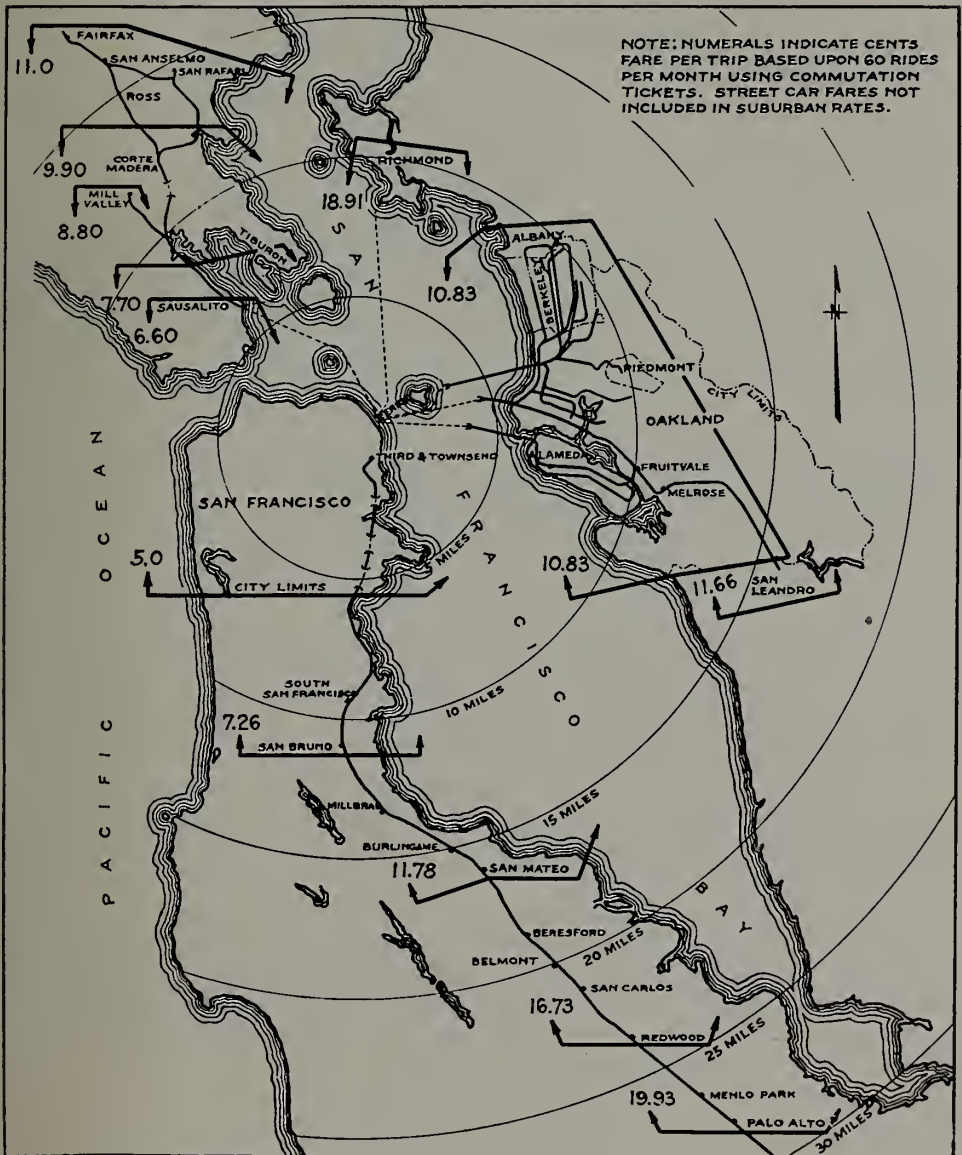 NOTE: NUMERALS INDICATE CENTS
FARE PER TRIP BASED UPON 60 RIDES
PER MONTH USING COMMUTATION
TICKETS. STREET CAR FARES NOT
INCLUDED IN SUBURBAN RATES.
FAIRFAX
11.0
SAN ANSELMO
SAN RAFAEL
ROSS
9.90
CORTE
MADERA
RICHMOND
18.91
MILL
VALLEY
8.80
TIBURON
ALBANY
BERKELEY
10.83
7.70
SAUSALITO
6.60
N
PIEDMONT
CITY LIMITS
OAKLAND
ALAMEDA
FRUITVALE
MELROSE
THIRD & TOWNSEND
SAN FRANCISCO
5.0
CITY LIMITS
MILES
10.83
11.66
SAN
LEANDRO
SAN FRANCISCO BAY
PACIFIC OCEAN
SOUTH
SAN FRANCISCO
10 MILES
7.26
SAN BRUNO
MILLBRAE
15 MILES
BURLINGAME
11.78
SAN MATEO
BERESFORD
20 MILES
BELMONT
SAN CARLOS
16.73
REDWOOD
25 MILES
MENLO PARK
19.93
PALO ALTO
30 MILES